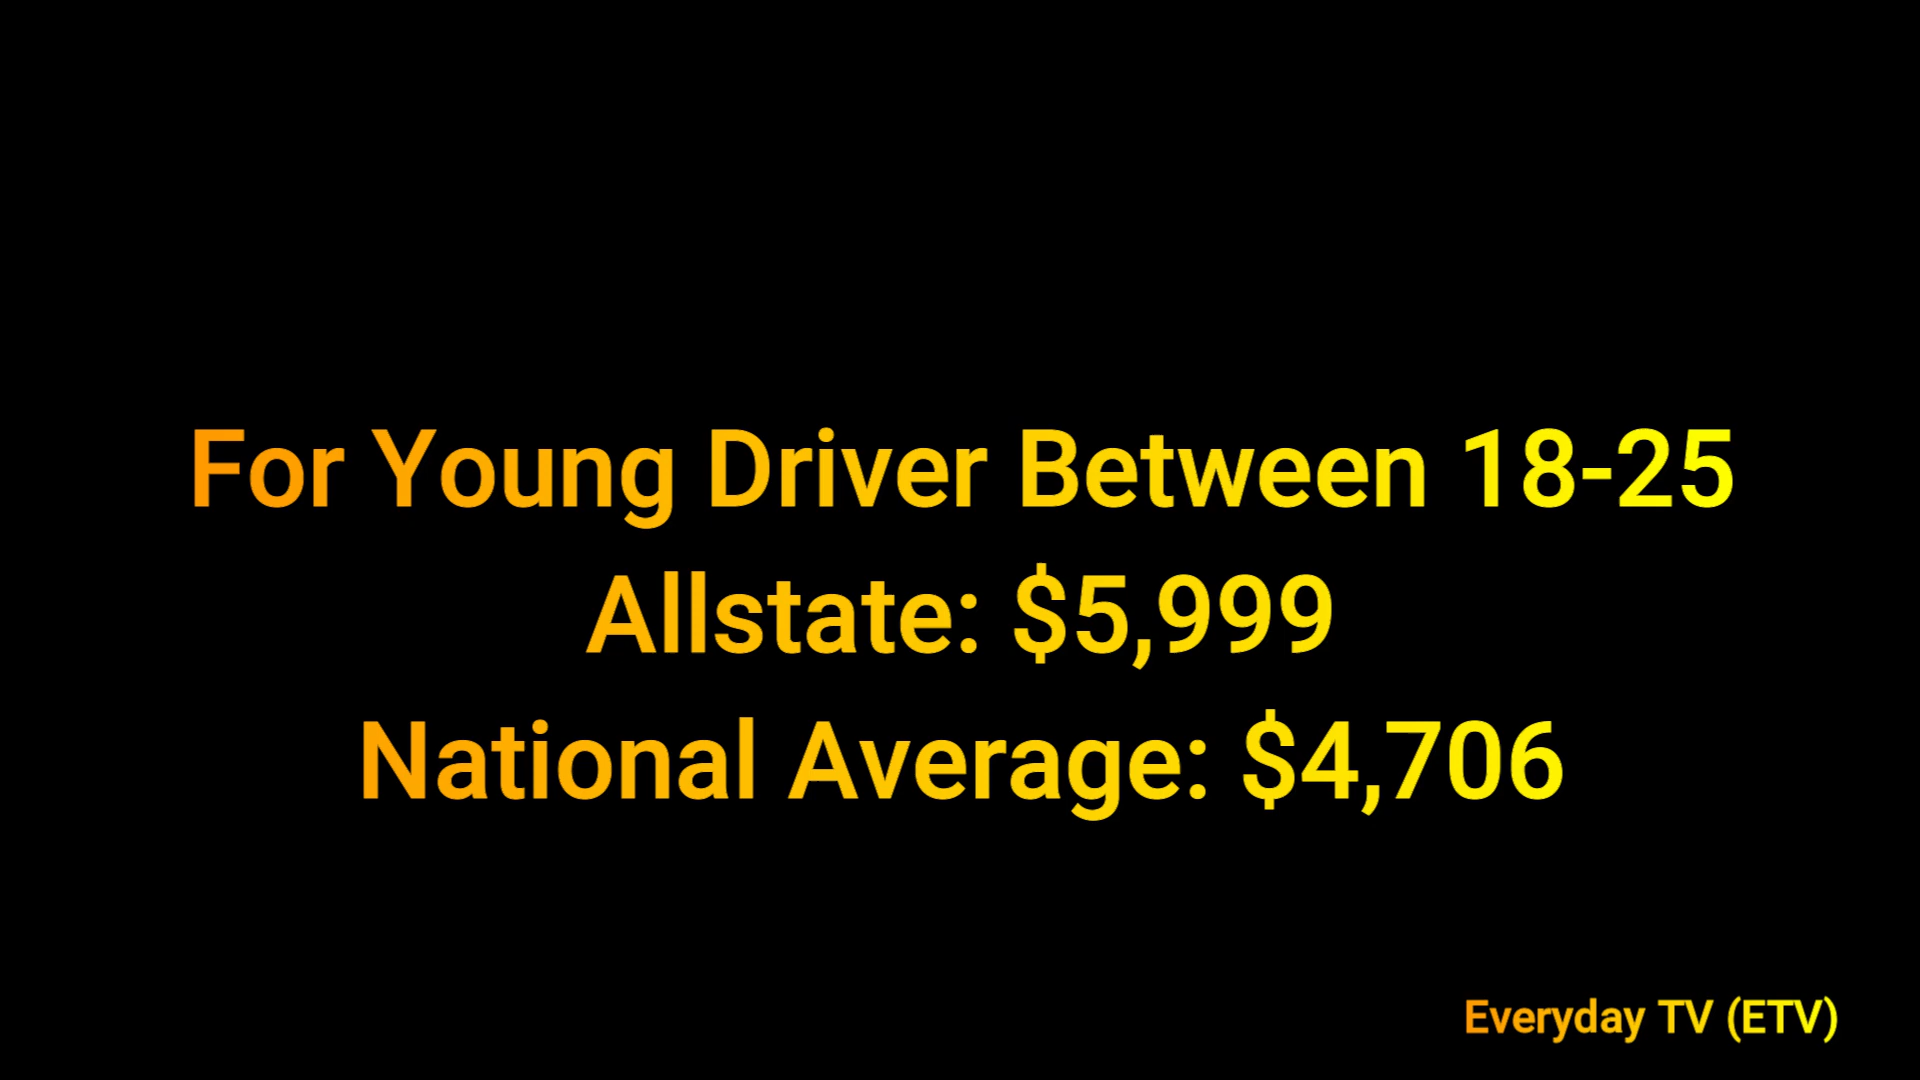 For Young Driver Between 18-25
Allstate: $5,999
National Average: $4,706
Everyday TV (ETV)